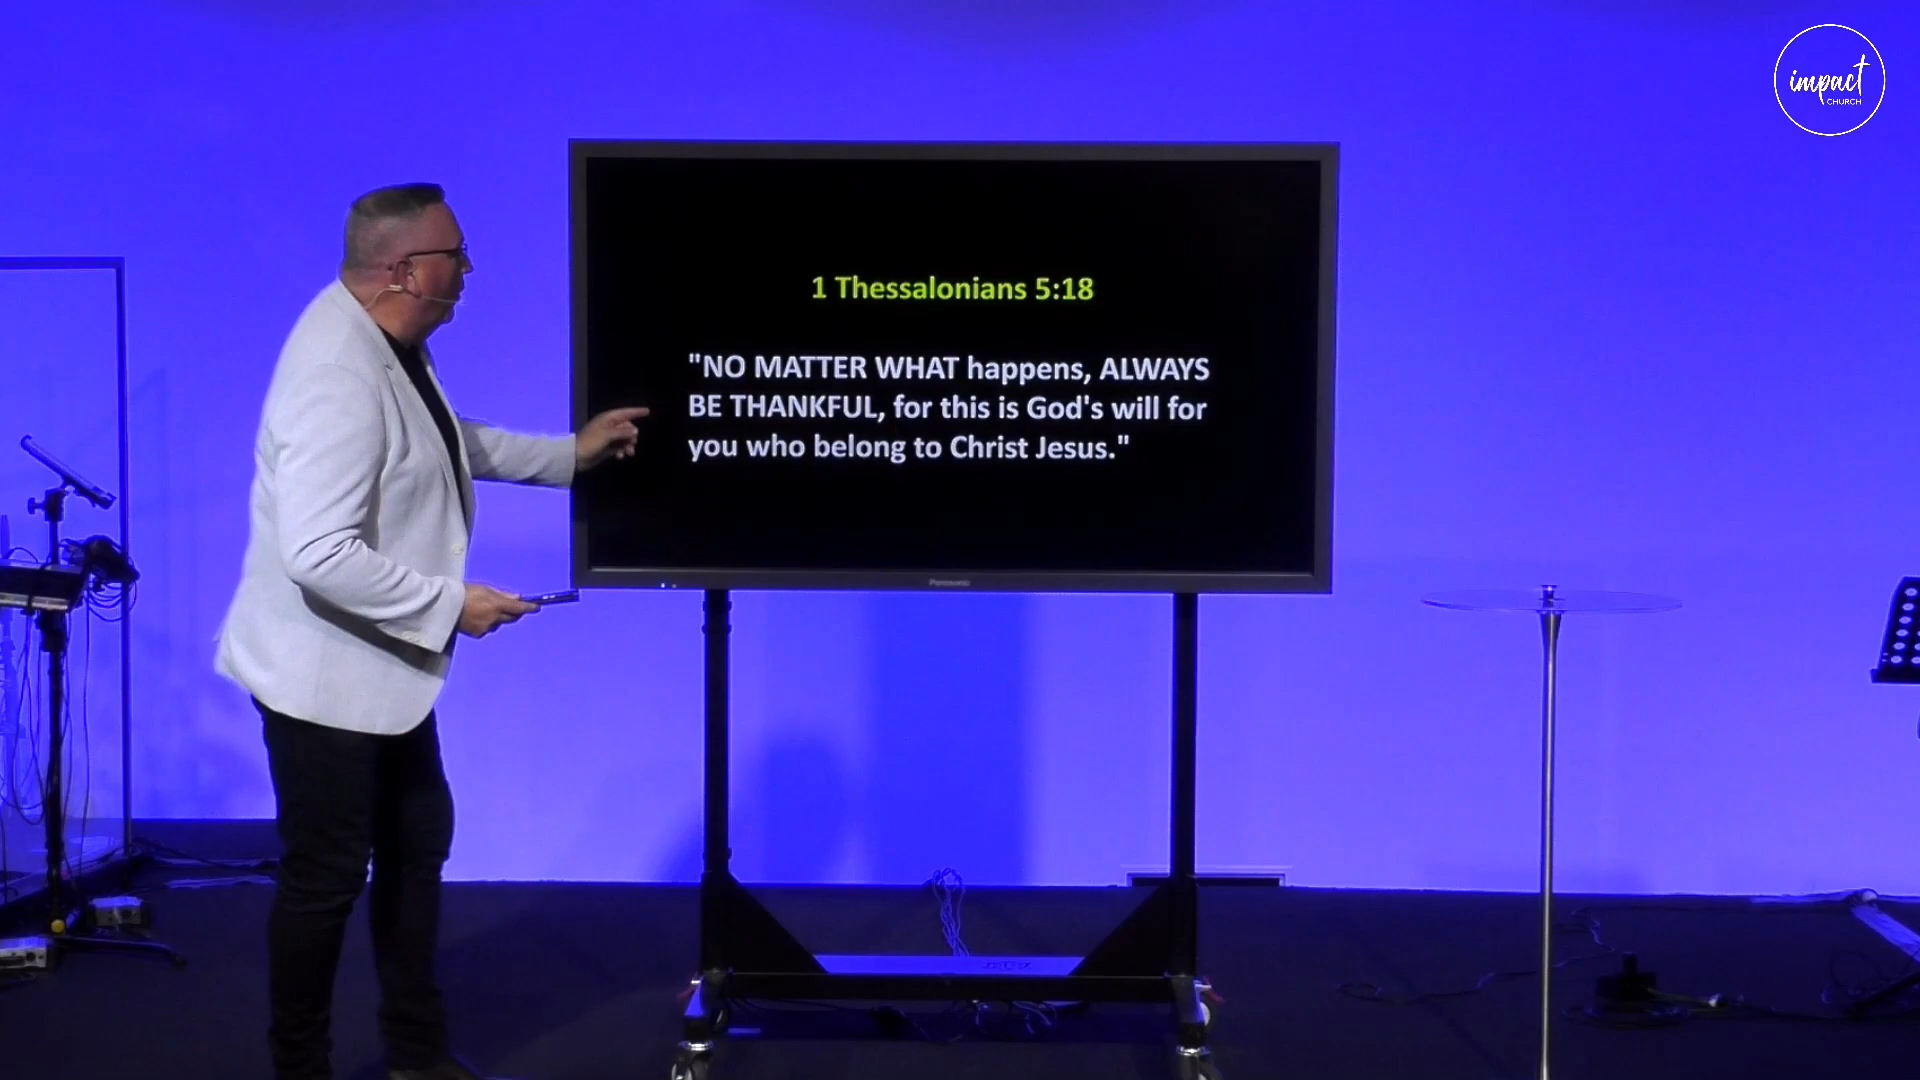 impact
CHURCH
1 Thessalonians 5:18
"NO MATTER WHAT happens, ALWAYS
BE THANKFUL, for this is God's will for
you who belong to Christ Jesus."
Panasonic